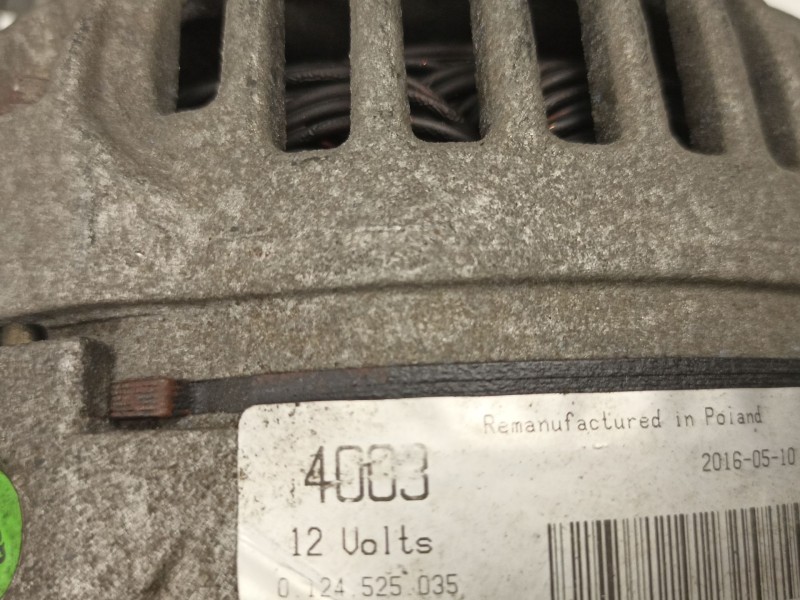 Remanufactured in Poland
4003
2016-05-10
12 Volts
0.124.525.035